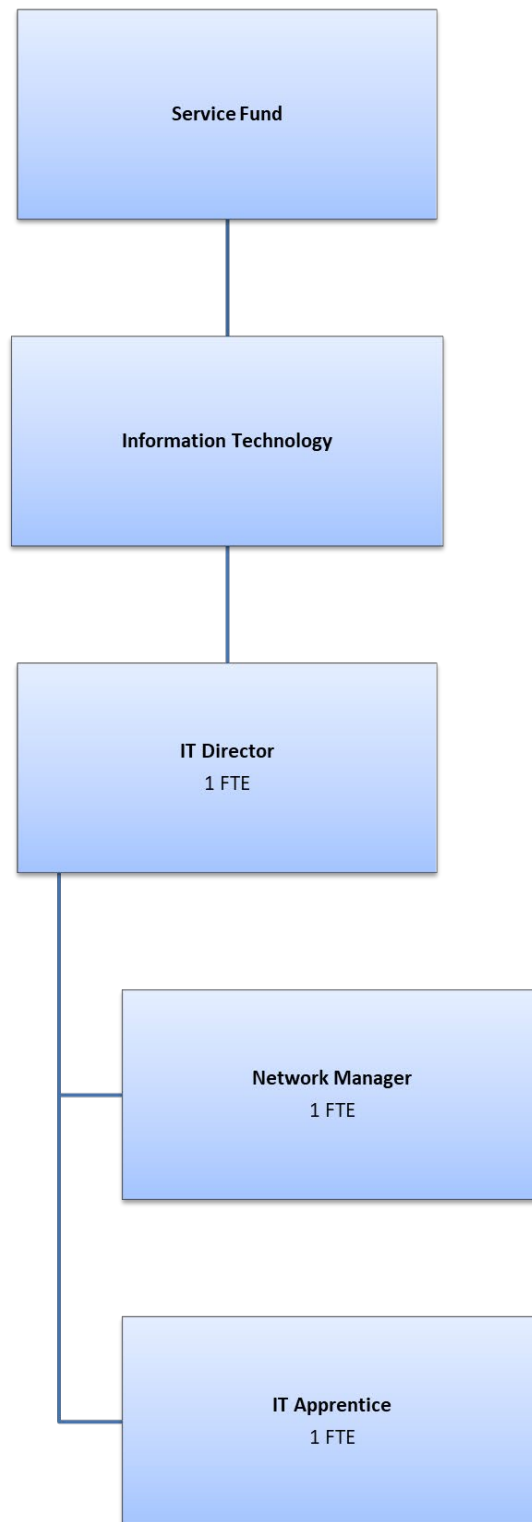 Service Fund
Information Technology
IT Director
1 FTE
Network Manager
1 FTE
IT Apprentice
1 FTE